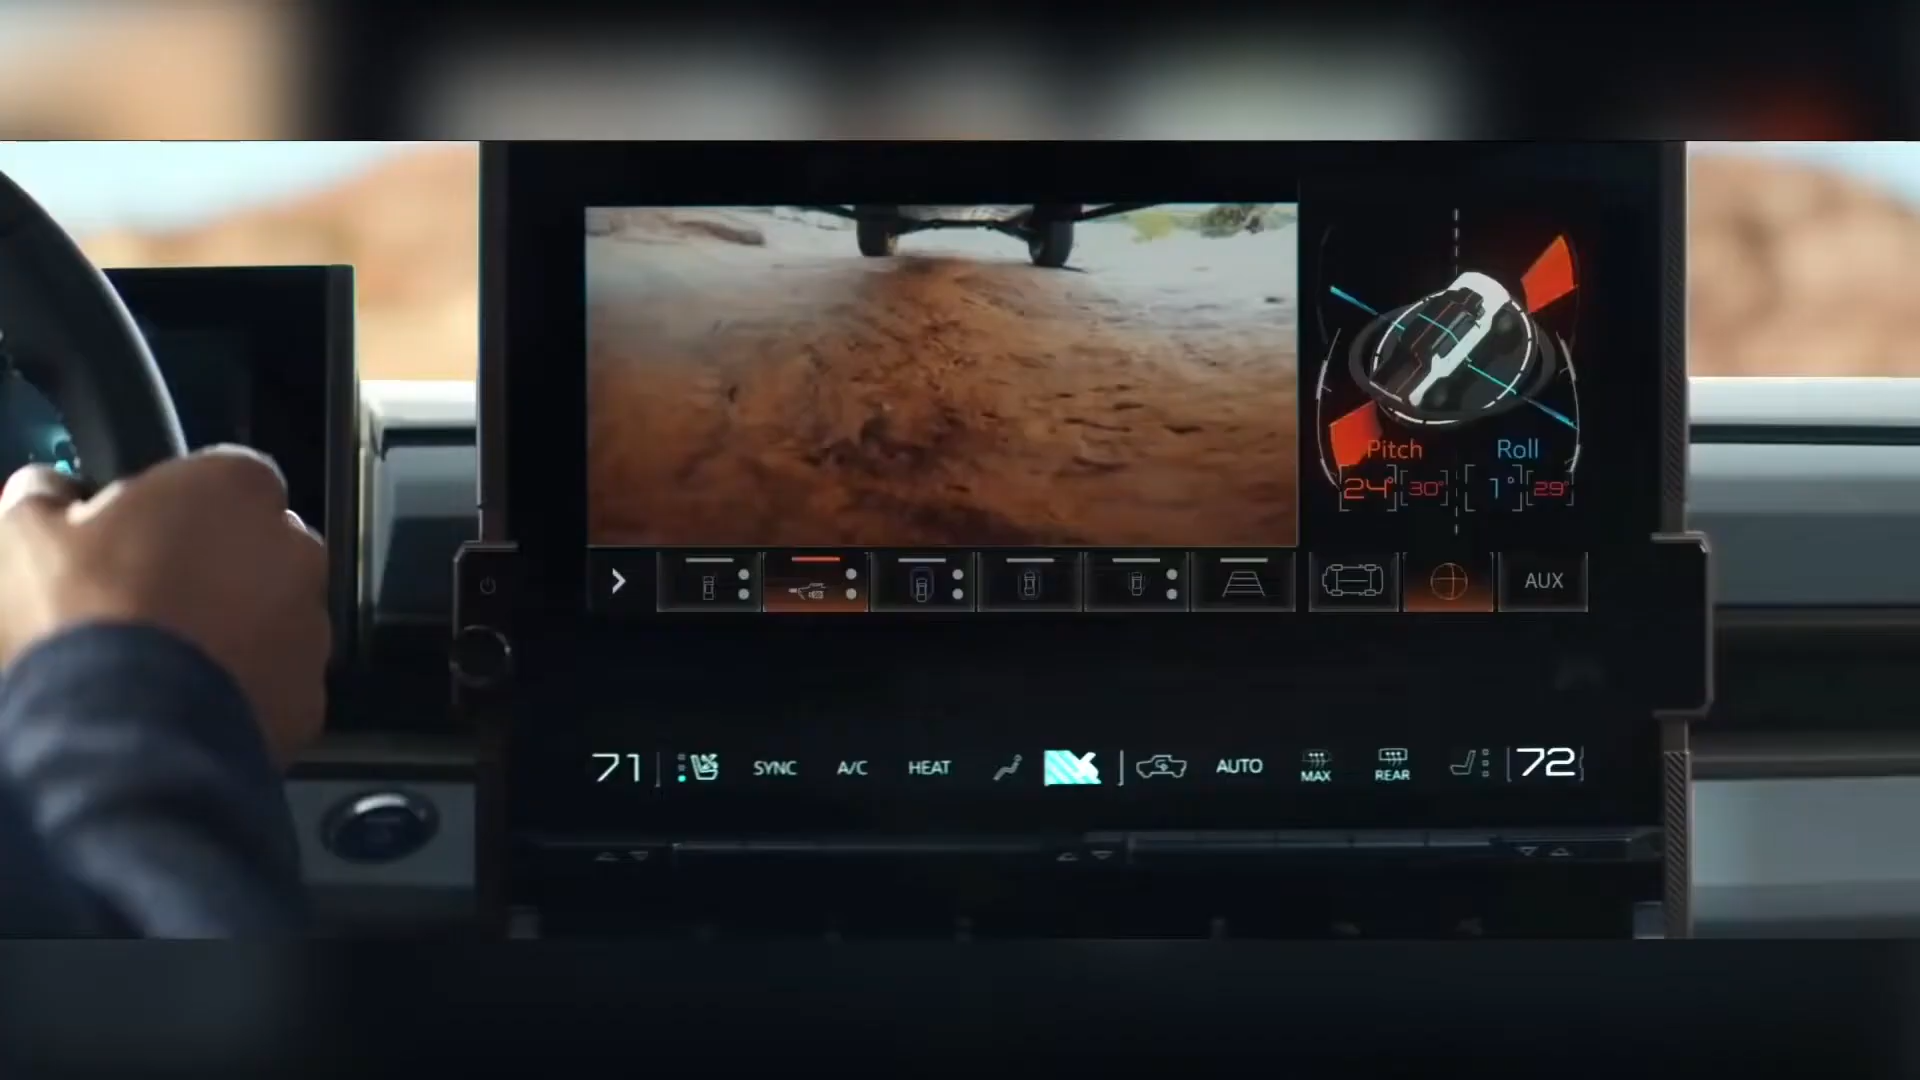 Pitch Roll
24° 30° 1° 29°
AUX
71 SYNC A/C HEAT AUTO MAX REAR 72